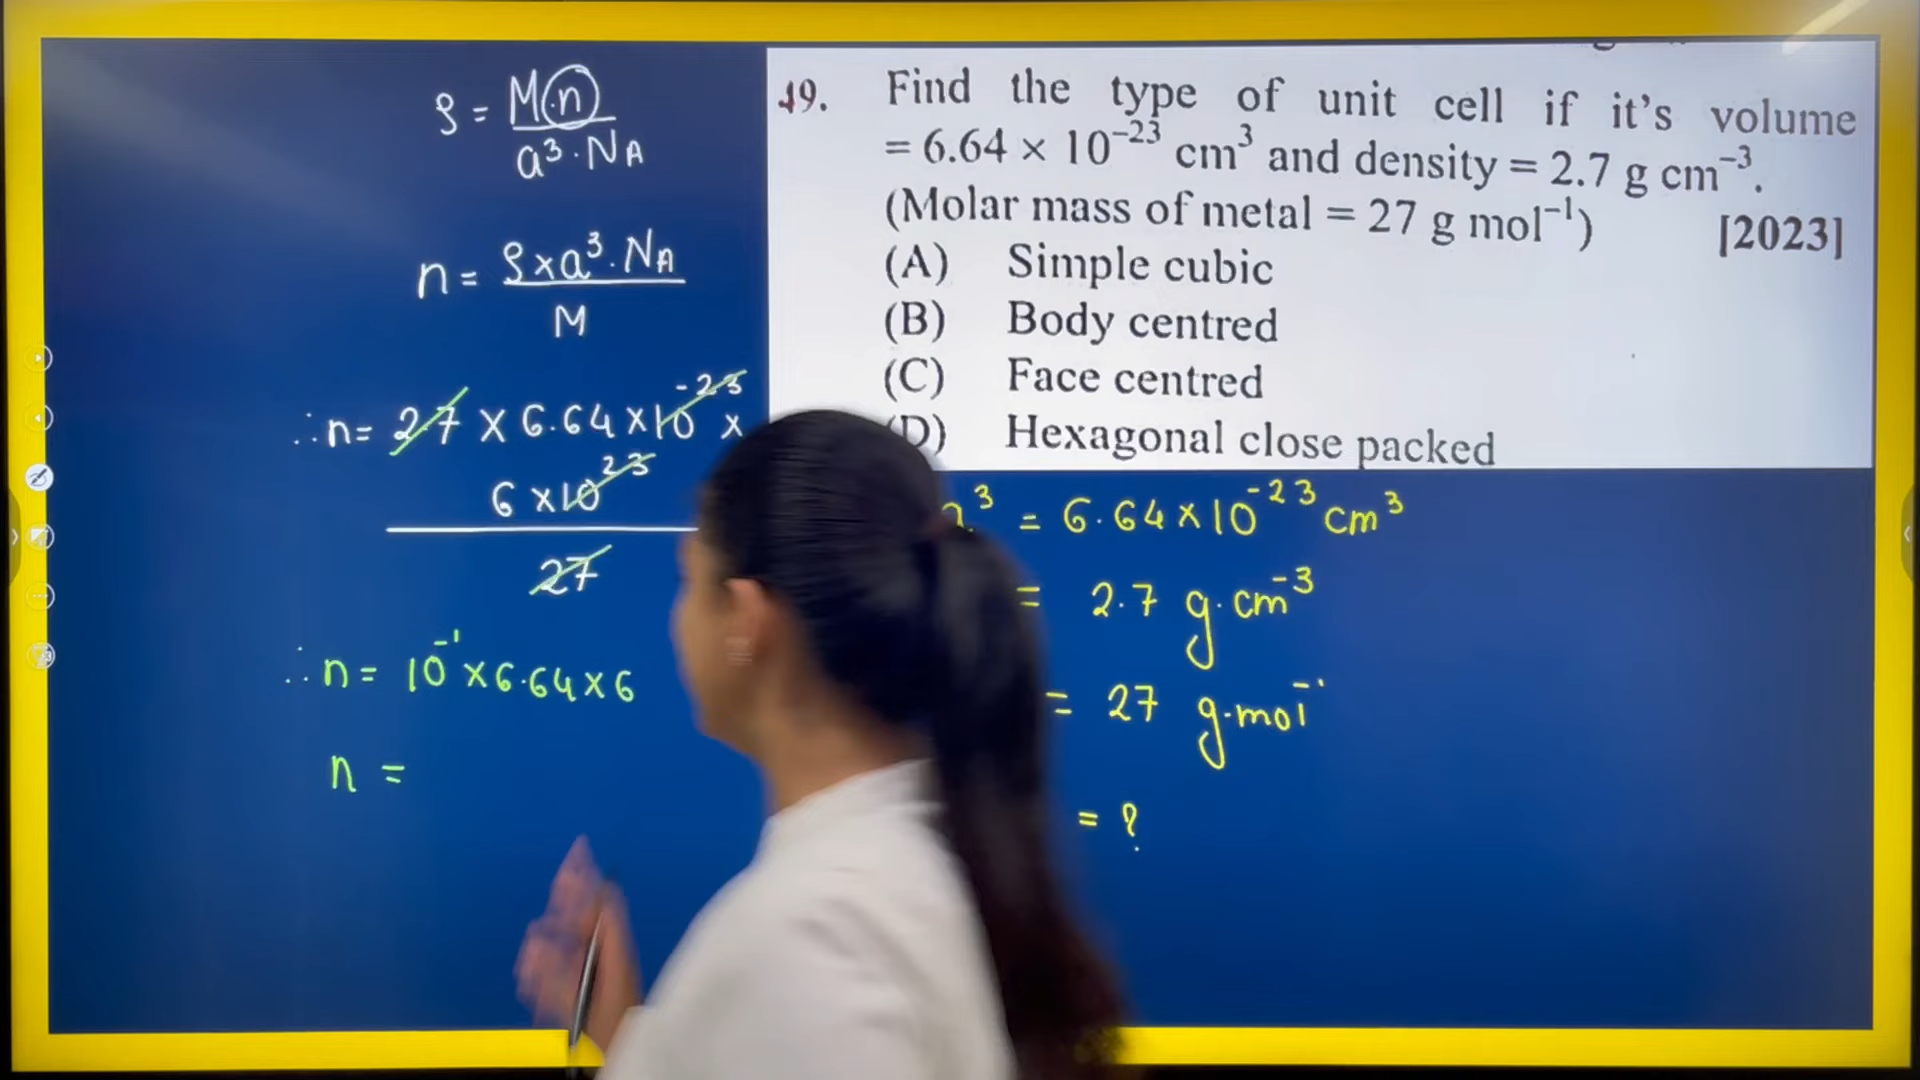 ρ = M(n) / a³·N_A
n = ρ×a³·N_A / M
∴n= 27 × 6.64×10⁻²³ ×
6 ×10²³
27
∴n= 10⁻¹×6.64×6
n =
49. Find the type of unit cell if it's volume
= 6.64 × 10⁻²³ cm³ and density = 2.7 g cm⁻³.
(Molar mass of metal = 27 g mol⁻¹) [2023]
(A) Simple cubic
(B) Body centred
(C) Face centred
(D) Hexagonal close packed
a³ = 6.64×10⁻²³ cm³
= 2.7 g·cm⁻³
= 27 g·mol⁻¹
= ?